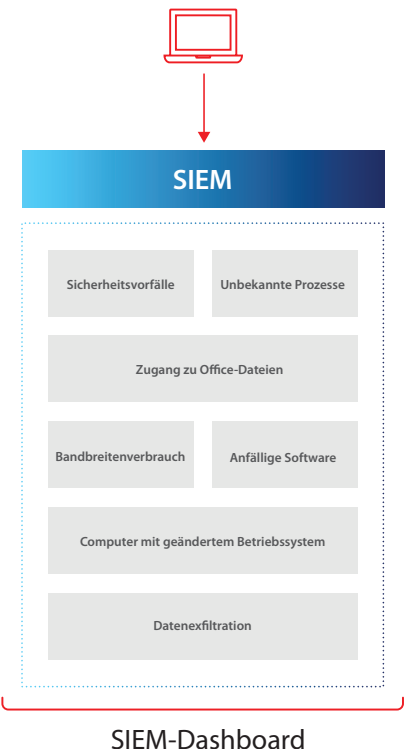 SIEM
Sicherheitsvorfälle
Unbekannte Prozesse
Zugang zu Office-Dateien
Bandbreitenverbrauch
Anfällige Software
Computer mit geändertem Betriebssystem
Datenexfiltration
SIEM-Dashboard